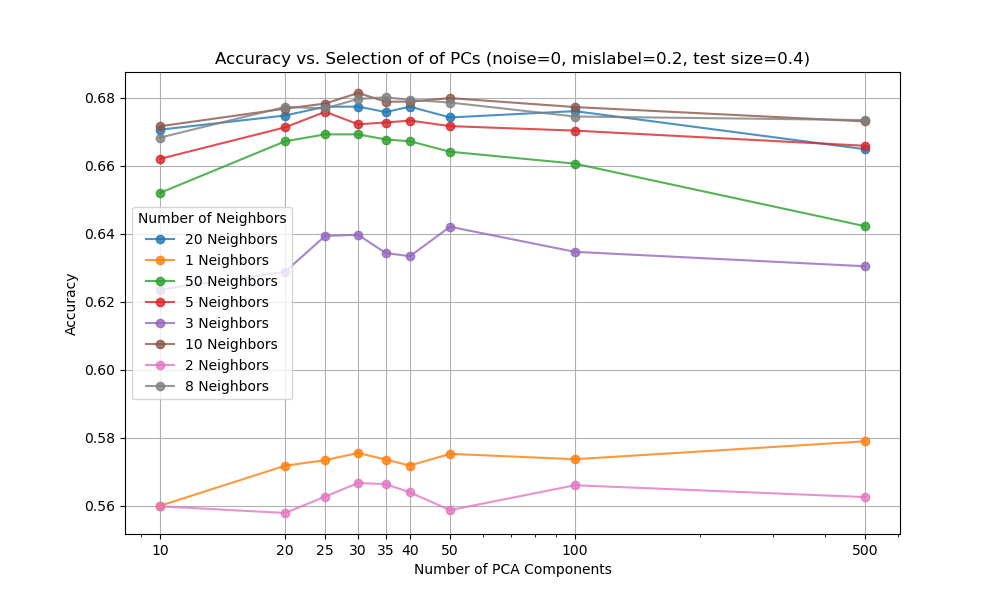 Accuracy vs. Selection of of PCs (noise=0, mislabel=0.2, test size=0.4)
Accuracy
0.68
0.66
0.64
0.62
0.60
0.58
0.56
Number of Neighbors
20 Neighbors
1 Neighbors
50 Neighbors
5 Neighbors
3 Neighbors
10 Neighbors
2 Neighbors
8 Neighbors
10 20 25 30 35 40 50 100 500
Number of PCA Components